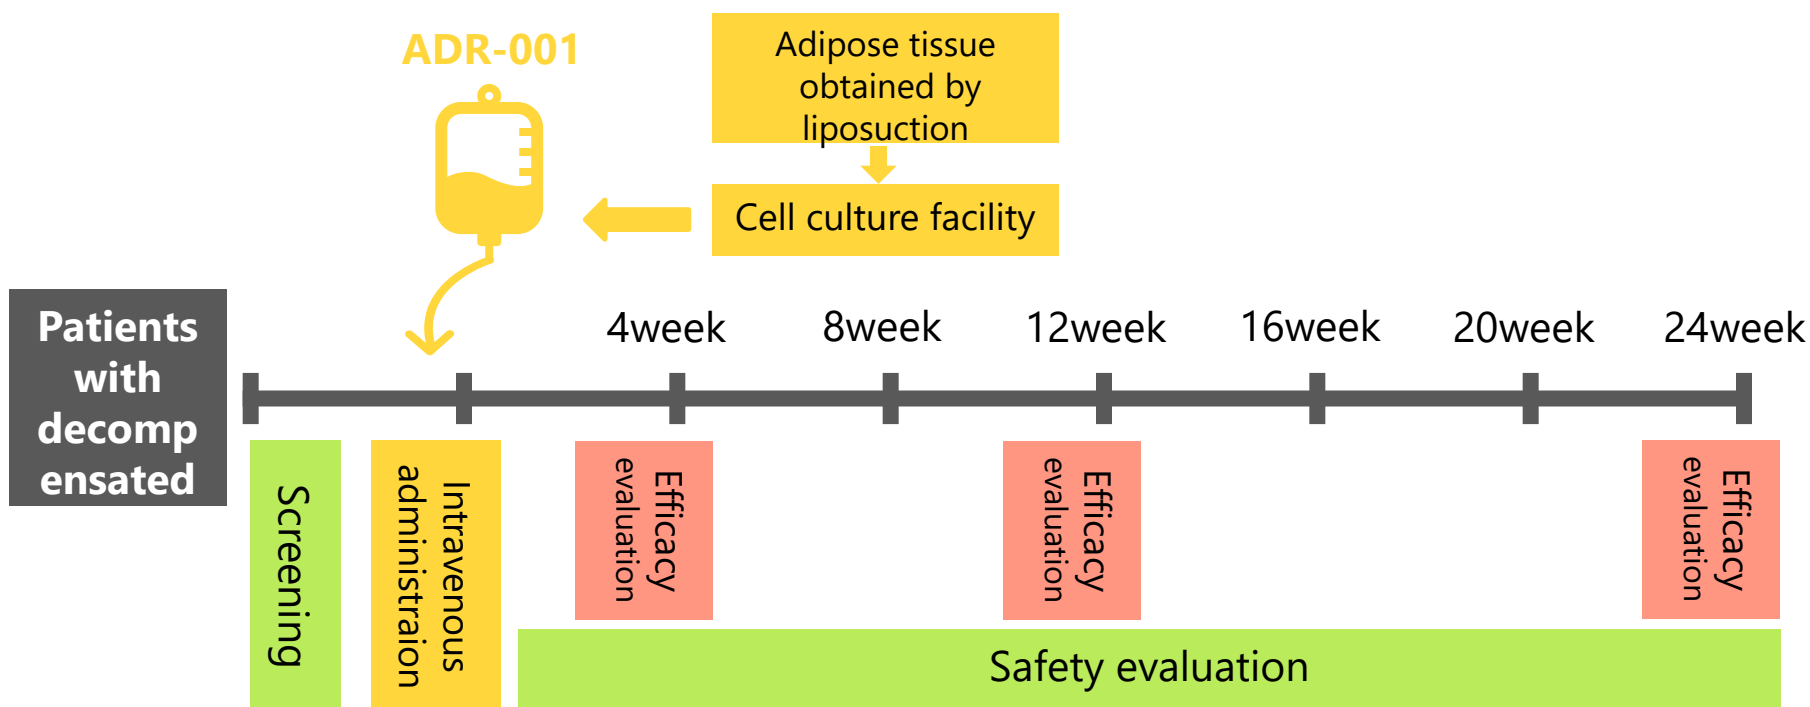 ADR-001
Adipose tissue
obtained by
liposuction
Cell culture facility
Patients
with
decomp
ensated
4week
8week
12week
16week
20week
24week
Screening
Intravenous
administraion
Efficacy
evaluation
Efficacy
evaluation
Efficacy
evaluation
Safety evaluation